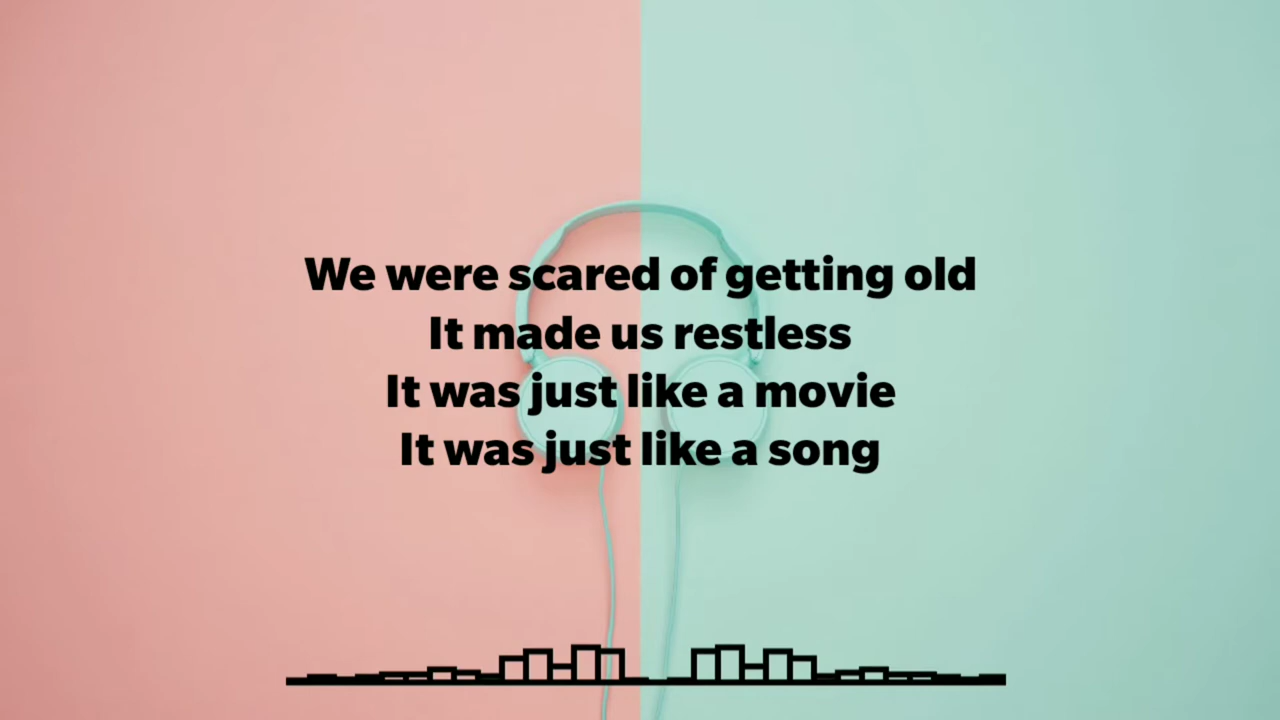 We were scared of getting old
It made us restless
It was just like a movie
It was just like a song